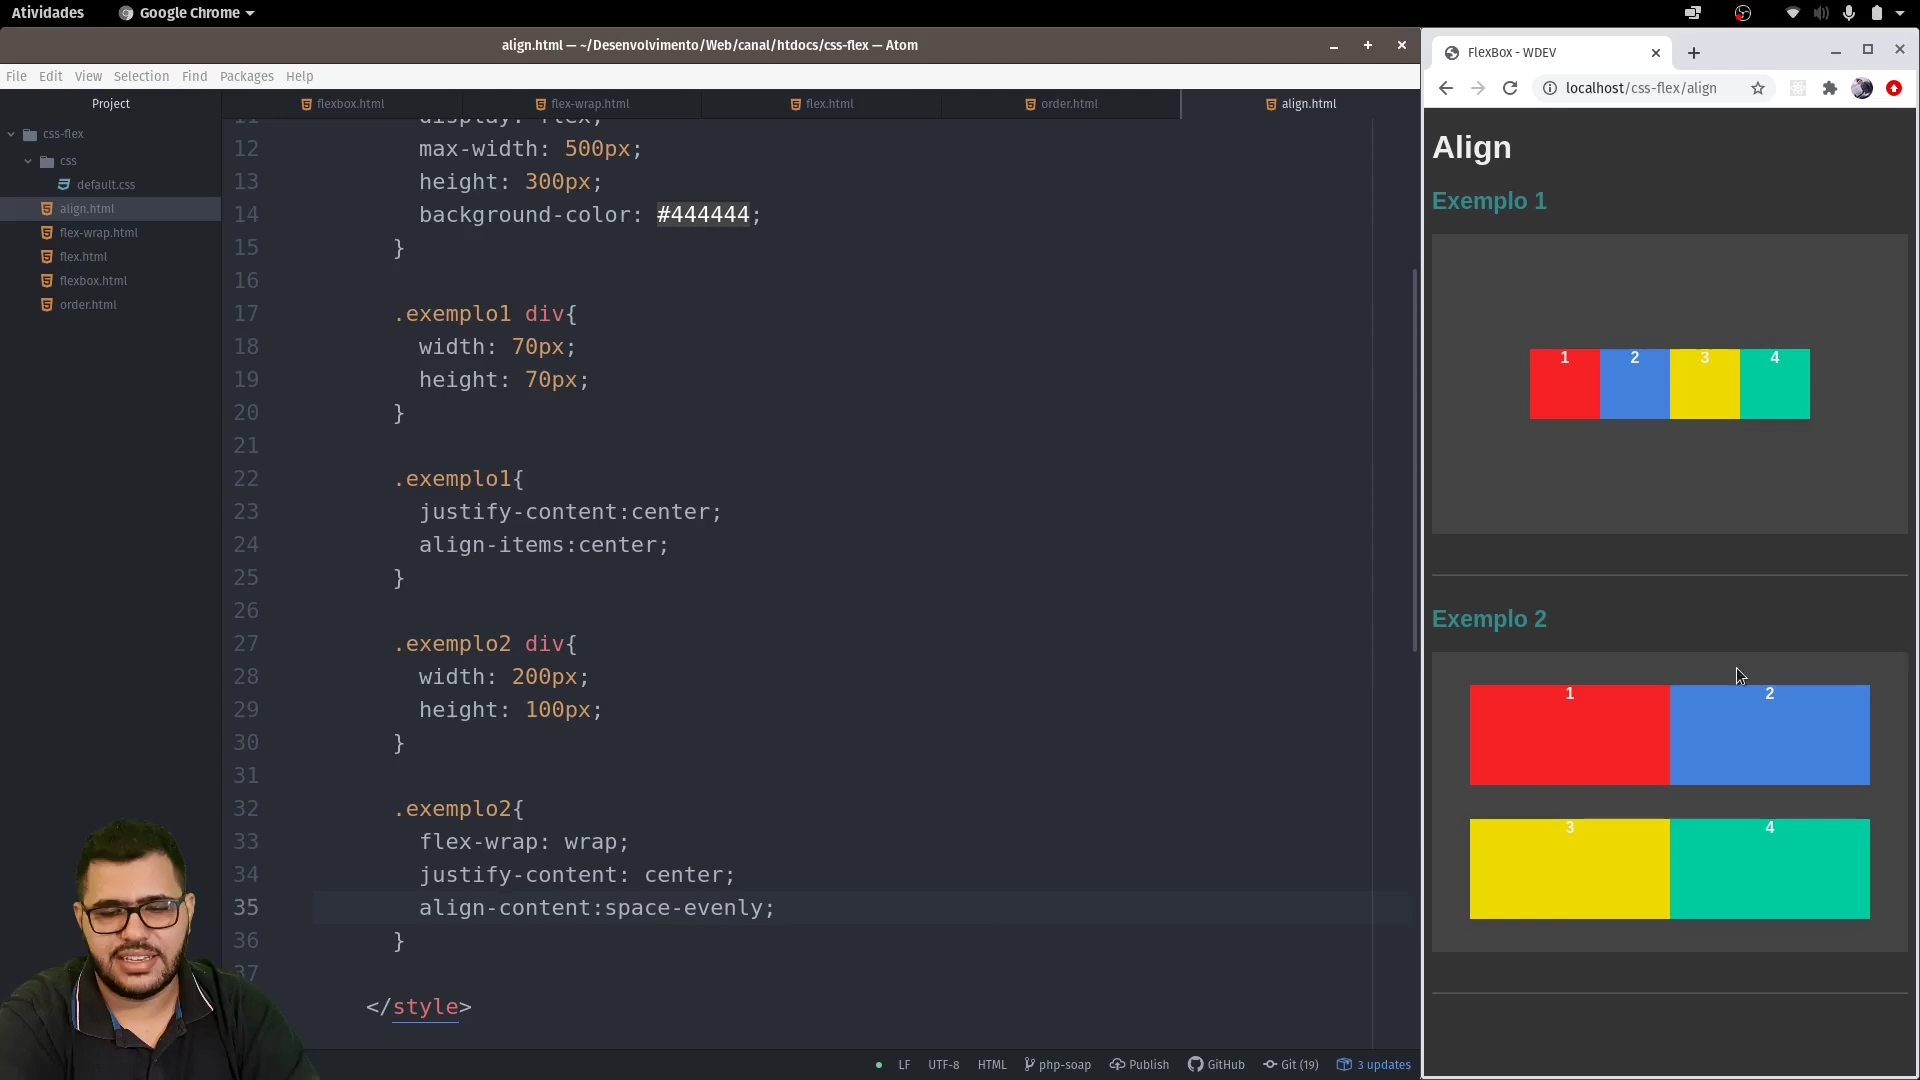 Atividades
Google Chrome
align.html — ~/Desenvolvimento/Web/canal/htdocs/css-flex — Atom
File Edit View Selection Find Packages Help
Project
css-flex
css
default.css
align.html
flex-wrap.html
flex.html
flexbox.html
order.html
flexbox.html
flex-wrap.html
flex.html
order.html
align.html
11 display: flex;
12 max-width: 500px;
13 height: 300px;
14 background-color: #444444;
15 }
16
17 .exemplo1 div{
18 width: 70px;
19 height: 70px;
20 }
21
22 .exemplo1{
23 justify-content:center;
24 align-items:center;
25 }
26
27 .exemplo2 div{
28 width: 200px;
29 height: 100px;
30 }
31
32 .exemplo2{
33 flex-wrap: wrap;
34 justify-content: center;
35 align-content:space-evenly;
36 }
37
</style>
LF UTF-8 HTML php-soap Publish GitHub Git (19) 3 updates
FlexBox - WDEV
localhost/css-flex/align
Align
Exemplo 1
1 2 3 4
Exemplo 2
1 2
3 4